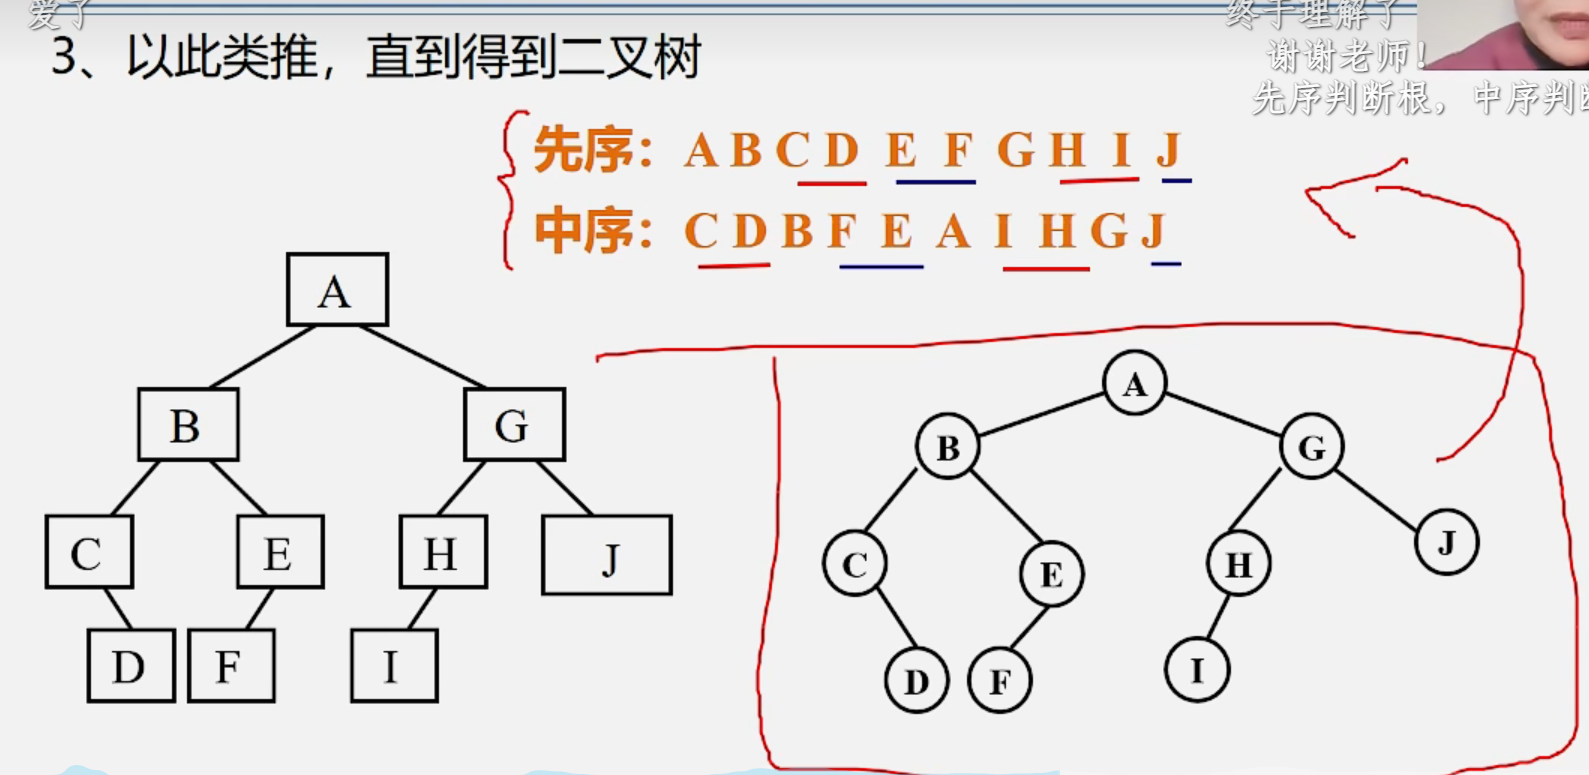 爱了
终于理解了
3、以此类推，直到得到二叉树
谢谢老师！
先序判断根，中序判断
先序：A B C D E F G H I J
中序：C D B F E A I H G J
A
B G
C E H J
D F I
A
B G
C E H J
D F I